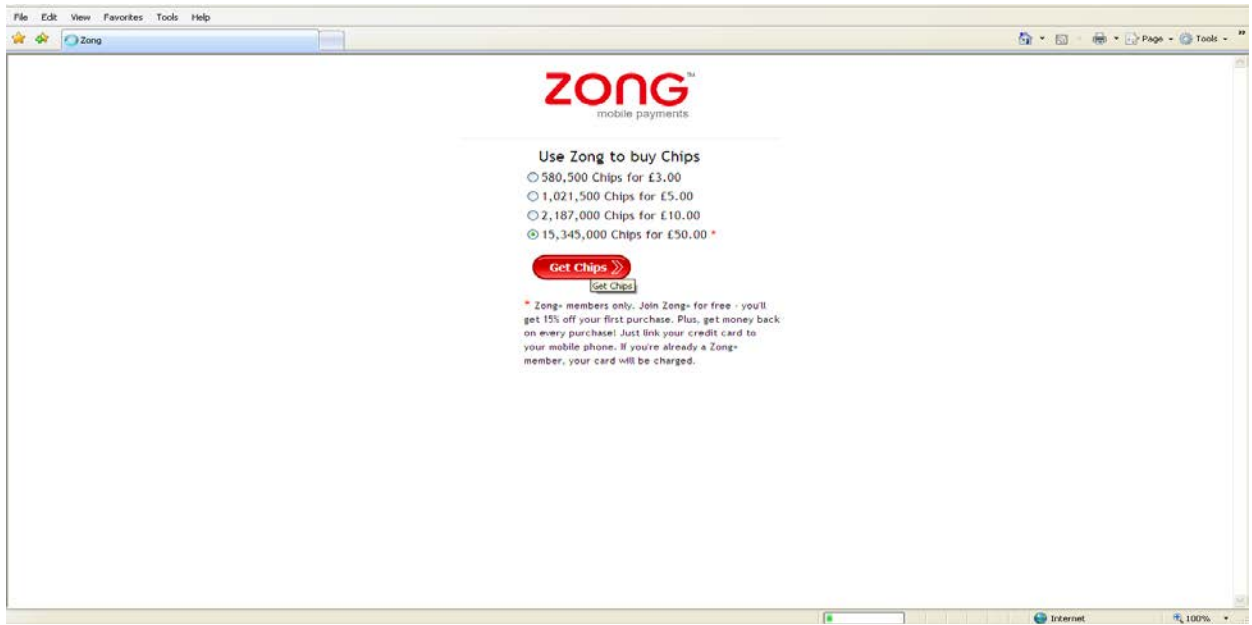 File Edit View Favorites Tools Help
Zong
Page Tools
ZONG™
mobile payments
Use Zong to buy Chips
580,500 Chips for £3.00
1,021,500 Chips for £5.00
2,187,000 Chips for £10.00
15,345,000 Chips for £50.00 *
Get Chips
Get Chips
* Zong+ members only. Join Zong+ for free - you'll
get 15% off your first purchase. Plus, get money back
on every purchase! Just link your credit card to
your mobile phone. If you're already a Zong+
member, your card will be charged.
Internet 100%